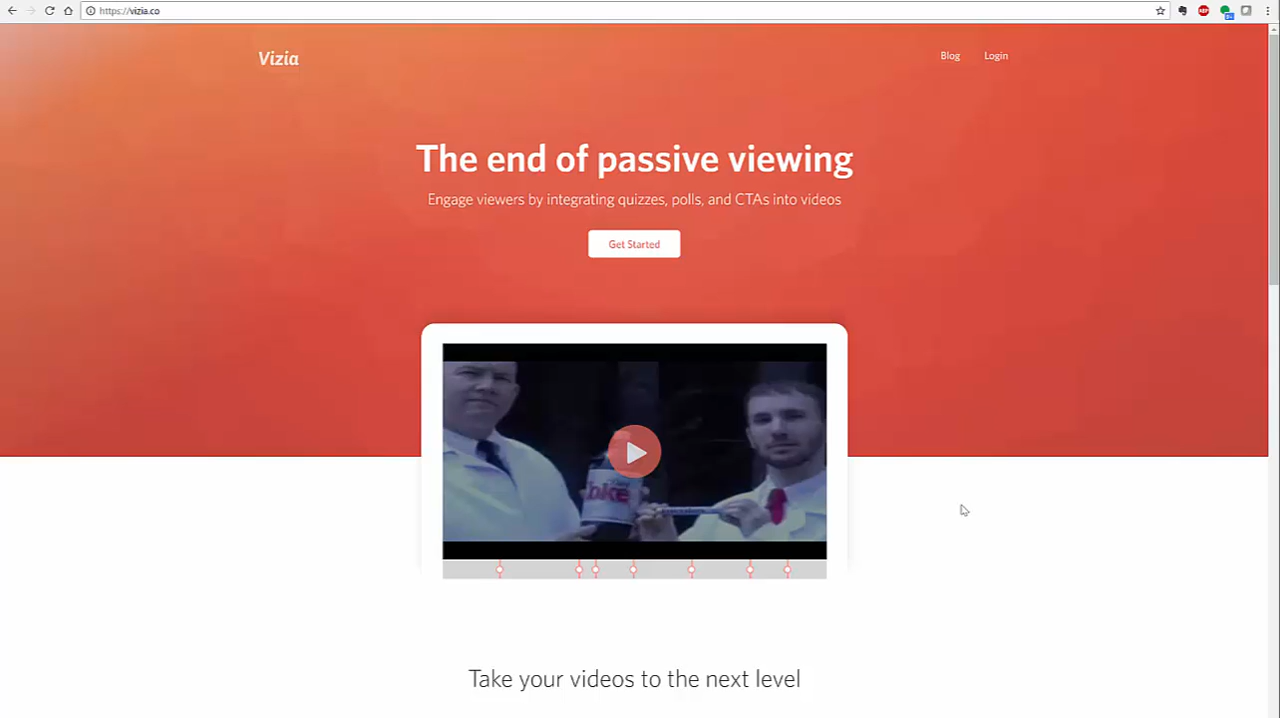 https://vizia.co
Vizia
Blog
Login
The end of passive viewing
Engage viewers by integrating quizzes, polls, and CTAs into videos
Get Started
Take your videos to the next level